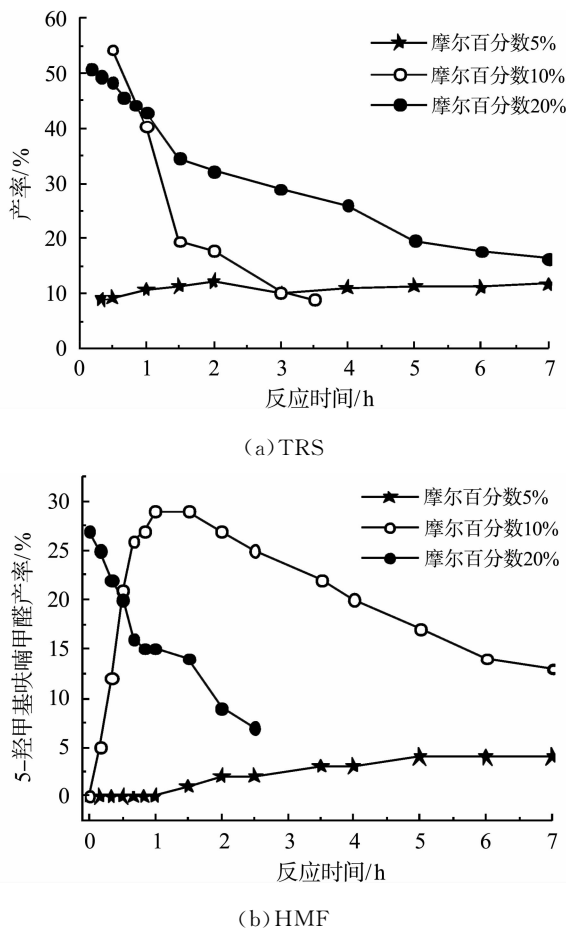 60
50
40
30
20
10
0
产率/%
摩尔百分数5%
摩尔百分数10%
摩尔百分数20%
0 1 2 3 4 5 6 7
反应时间/h
(a)TRS
30
25
20
15
10
5
0
5-羟甲基呋喃甲醛产率/%
摩尔百分数5%
摩尔百分数10%
摩尔百分数20%
0 1 2 3 4 5 6 7
反应时间/h
(b)HMF